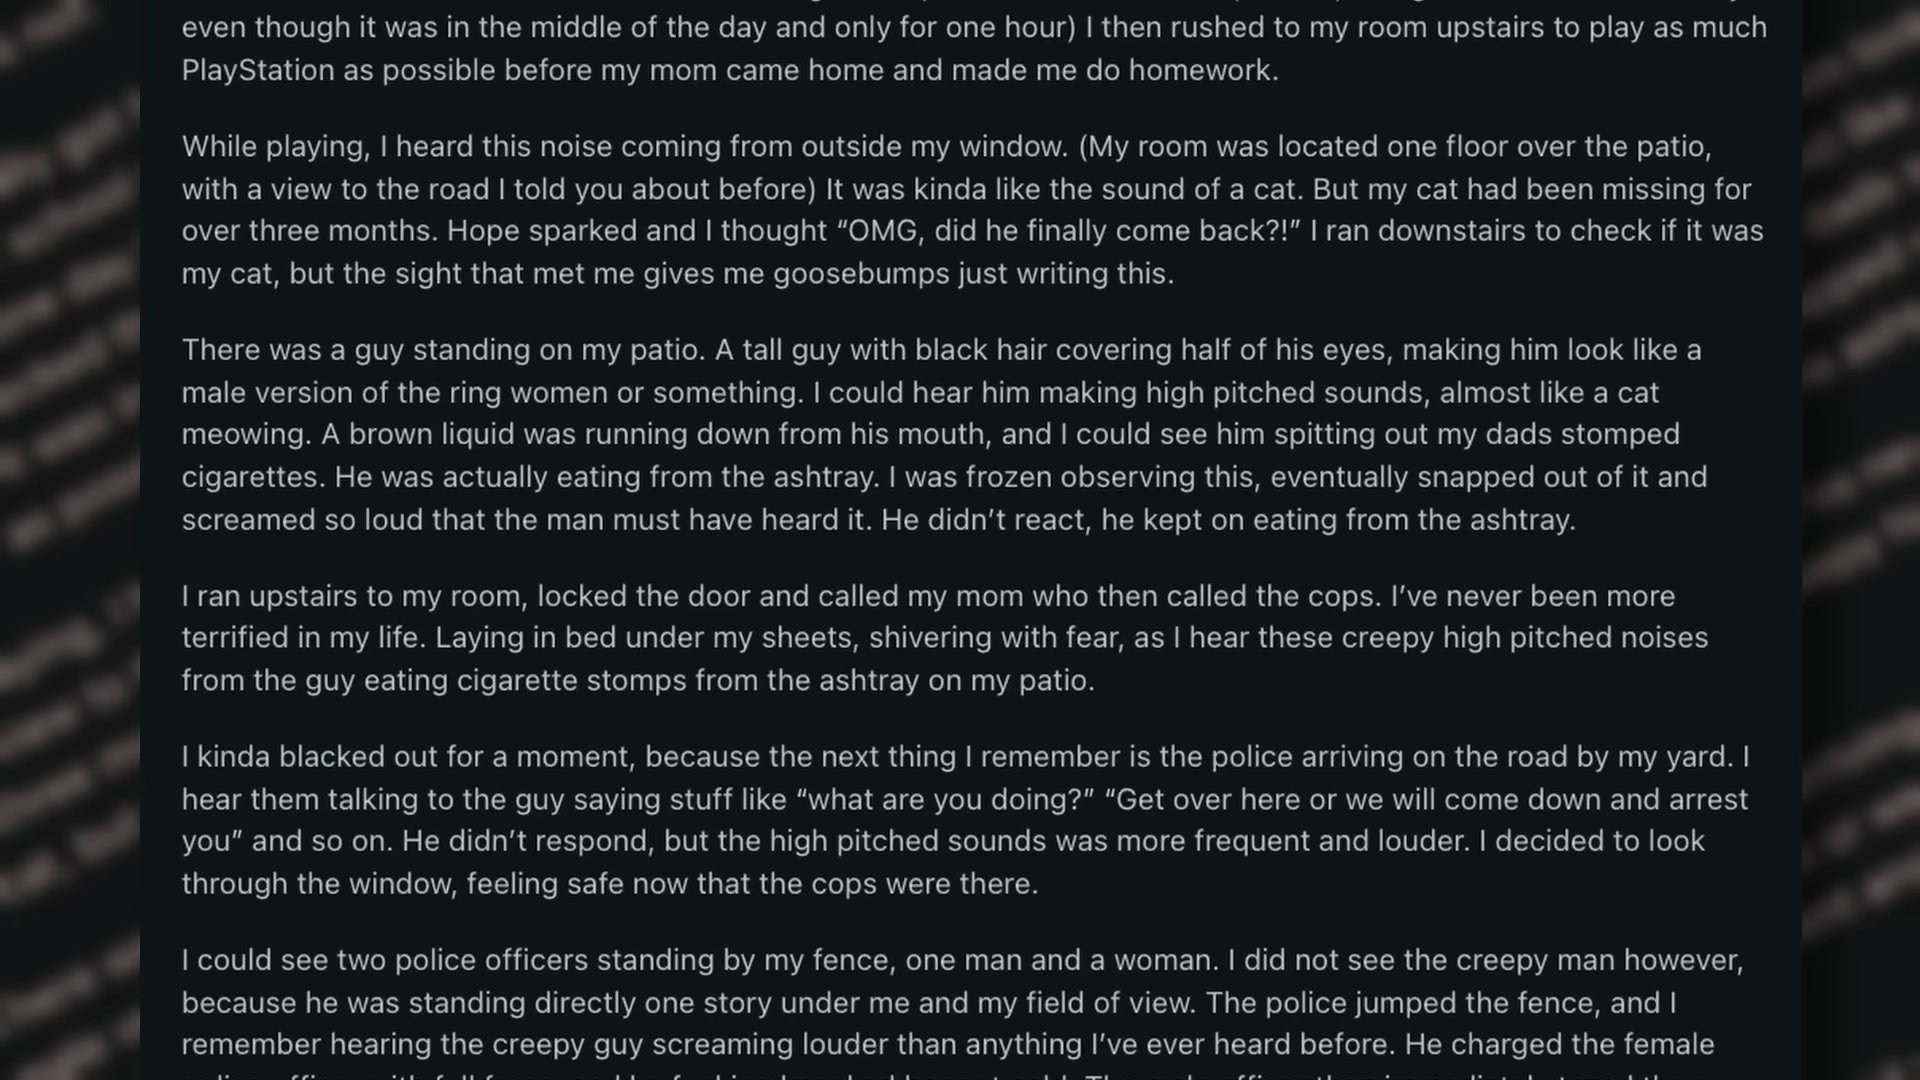 even though it was in the middle of the day and only for one hour) I then rushed to my room upstairs to play as much
PlayStation as possible before my mom came home and made me do homework.
While playing, I heard this noise coming from outside my window. (My room was located one floor over the patio,
with a view to the road I told you about before) It was kinda like the sound of a cat. But my cat had been missing for
over three months. Hope sparked and I thought “OMG, did he finally come back?!” I ran downstairs to check if it was
my cat, but the sight that met me gives me goosebumps just writing this.
There was a guy standing on my patio. A tall guy with black hair covering half of his eyes, making him look like a
male version of the ring women or something. I could hear him making high pitched sounds, almost like a cat
meowing. A brown liquid was running down from his mouth, and I could see him spitting out my dads stomped
cigarettes. He was actually eating from the ashtray. I was frozen observing this, eventually snapped out of it and
screamed so loud that the man must have heard it. He didn’t react, he kept on eating from the ashtray.
I ran upstairs to my room, locked the door and called my mom who then called the cops. I’ve never been more
terrified in my life. Laying in bed under my sheets, shivering with fear, as I hear these creepy high pitched noises
from the guy eating cigarette stomps from the ashtray on my patio.
I kinda blacked out for a moment, because the next thing I remember is the police arriving on the road by my yard. I
hear them talking to the guy saying stuff like “what are you doing?” “Get over here or we will come down and arrest
you” and so on. He didn’t respond, but the high pitched sounds was more frequent and louder. I decided to look
through the window, feeling safe now that the cops were there.
I could see two police officers standing by my fence, one man and a woman. I did not see the creepy man however,
because he was standing directly one story under me and my field of view. The police jumped the fence, and I
remember hearing the creepy guy screaming louder than anything I’ve ever heard before. He charged the female